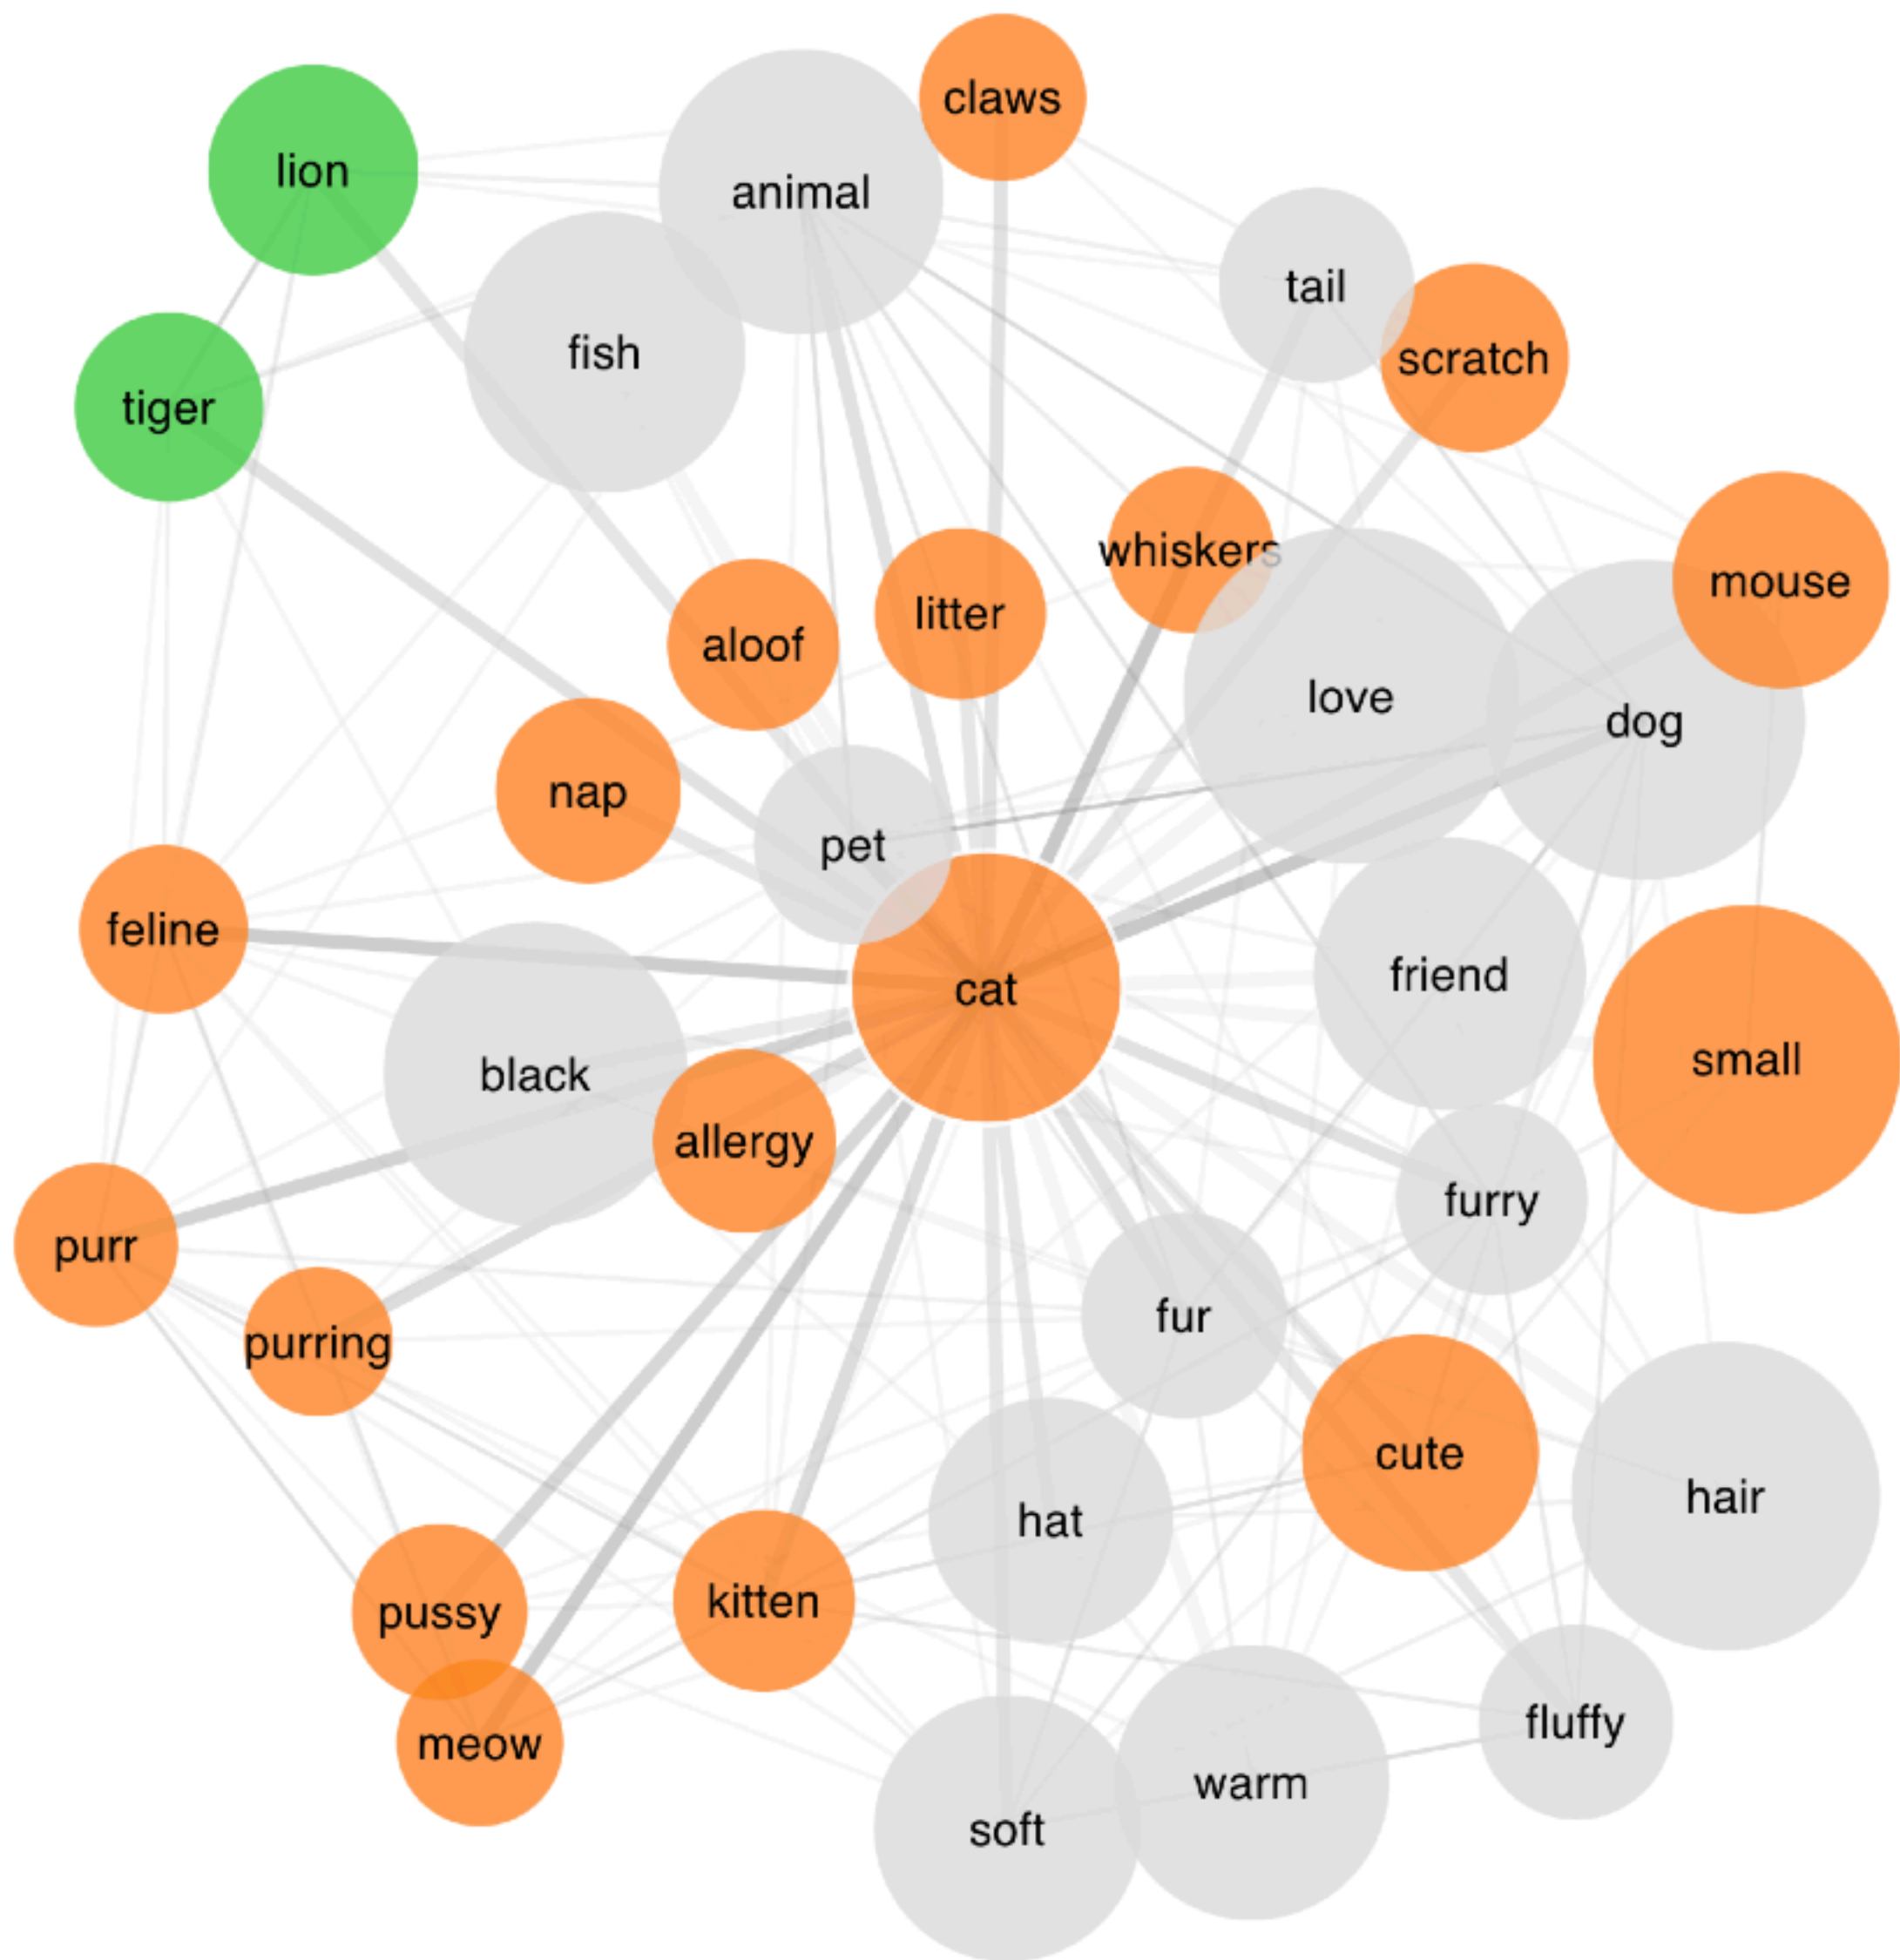 claws
lion
animal
tail
fish
scratch
tiger
whiskers
mouse
litter
aloof
love
dog
nap
pet
feline
friend
cat
small
black
allergy
furry
purr
fur
purring
cute
hair
hat
kitten
pussy
fluffy
meow
warm
soft